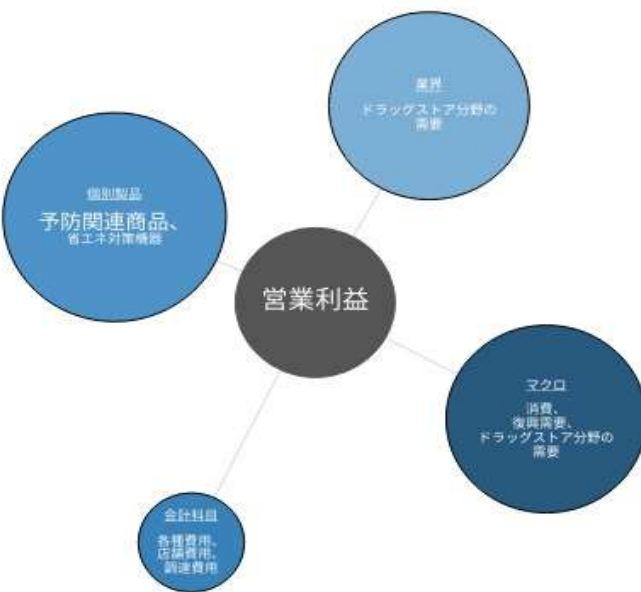 業界
ドラッグストア分野の
需要
個別製品
予防関連商品、
省エネ対策機器
営業利益
マクロ
消費、
復興需要、
ドラッグストア分野の
需要
会計科目
各種費用、
店舗費用、
調達費用